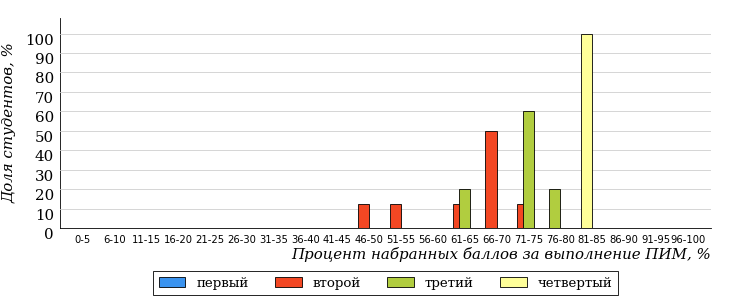 Доля студентов, %
100
90
80
70
60
50
40
30
20
10
0
0-5 6-10 11-15 16-20 21-25 26-30 31-35 36-40 41-45 46-50 51-55 56-60 61-65 66-70 71-75 76-80 81-85 86-90 91-95 96-100
Процент набранных баллов за выполнение ПИМ, %
первый второй третий четвертый